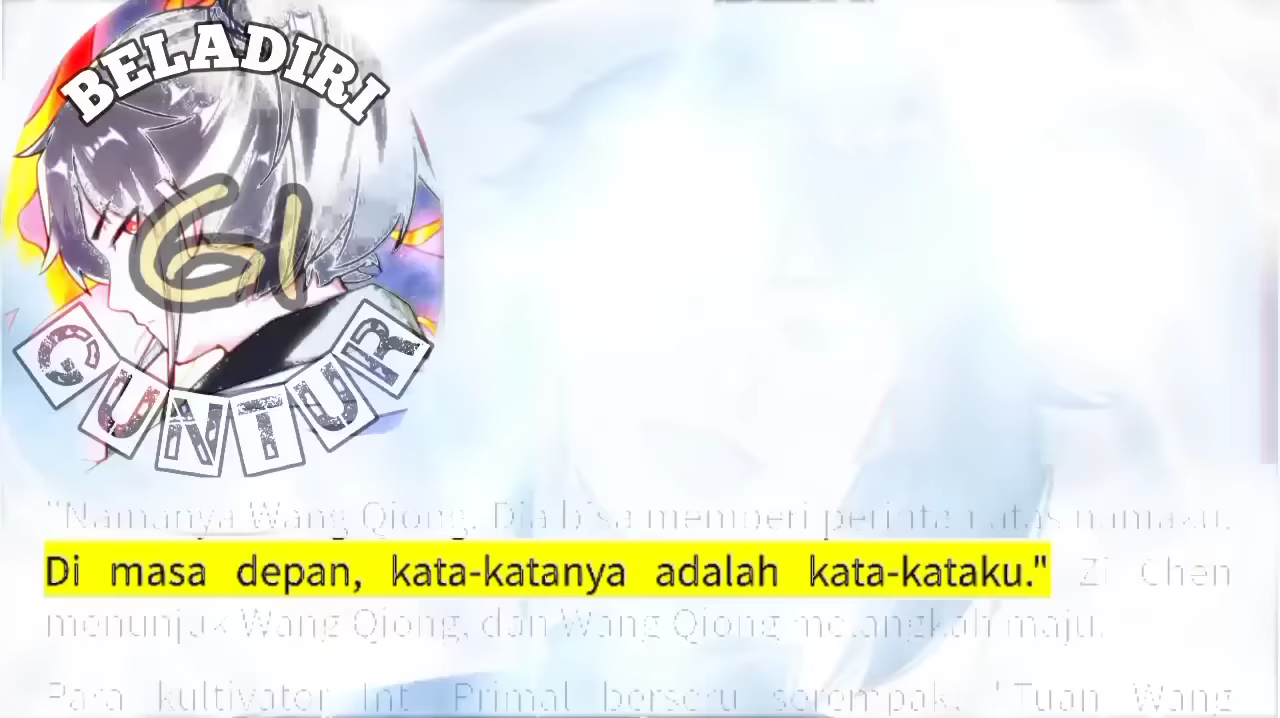 BELADIRI
61
GUNTUR
"Namanya Wang Qiong. Dia bisa memberi perintah atas namaku.
Di masa depan, kata-katanya adalah kata-kataku." Zi Chen
menunjuk Wang Qiong, dan Wang Qiong melangkah maju.
Para kultivator Inti Primal berseru serempak. "Tuan Wang